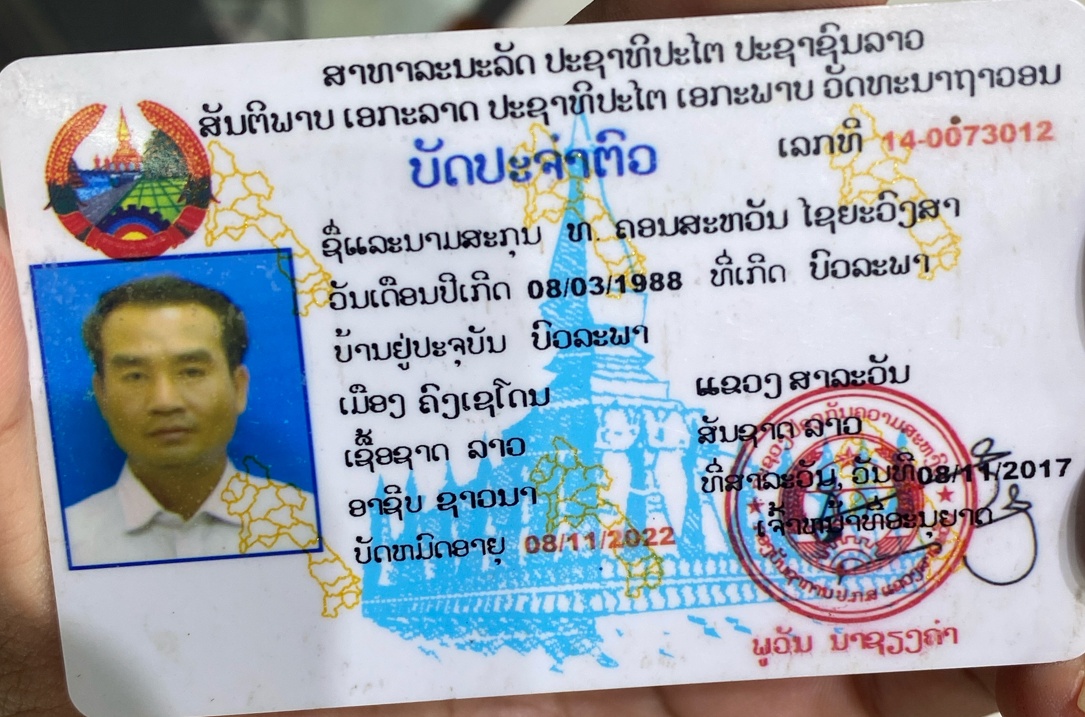 ສາທາລະນະລັດ ປະຊາທິປະໄຕ ປະຊາຊົນລາວ
ສັນຕິພາບ ເອກະລາດ ປະຊາທິປະໄຕ ເອກະພາບ ວັດທະນາຖາວອນ
ບັດປະຈຳຕົວ
ເລກທີ 14-0073012
ຊື່ແລະນາມສະກຸນ ທ. ຄອນສະຫວັນ ໄຊຍະວົງສາ
ວັນເດືອນປີເກີດ 08/03/1988 ທີ່ເກີດ ບົວລະພາ
ບ້ານຢູ່ປະຈຸບັນ ບົວລະພາ
ເມືອງ ຄົງເຊໂດນ ແຂວງ ສາລະວັນ
ເຊື້ອຊາດ ລາວ ສັນຊາດ ລາວ
ອາຊີບ ຊາວນາ ທີ່ສາລະວັນ, ວັນທີ08/11/2017
ບັດຫມົດອາຍຸ 08/11/2022 ເຈົ້າຫນ້າທີ່ອະນຸຍາດ
ພູວັນ ນ້າຊຽງຄຳ